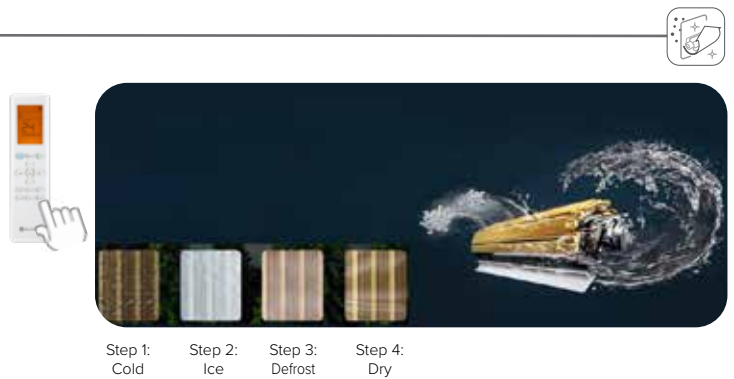 Step 1:
Cold
Step 2:
Ice
Step 3:
Defrost
Step 4:
Dry